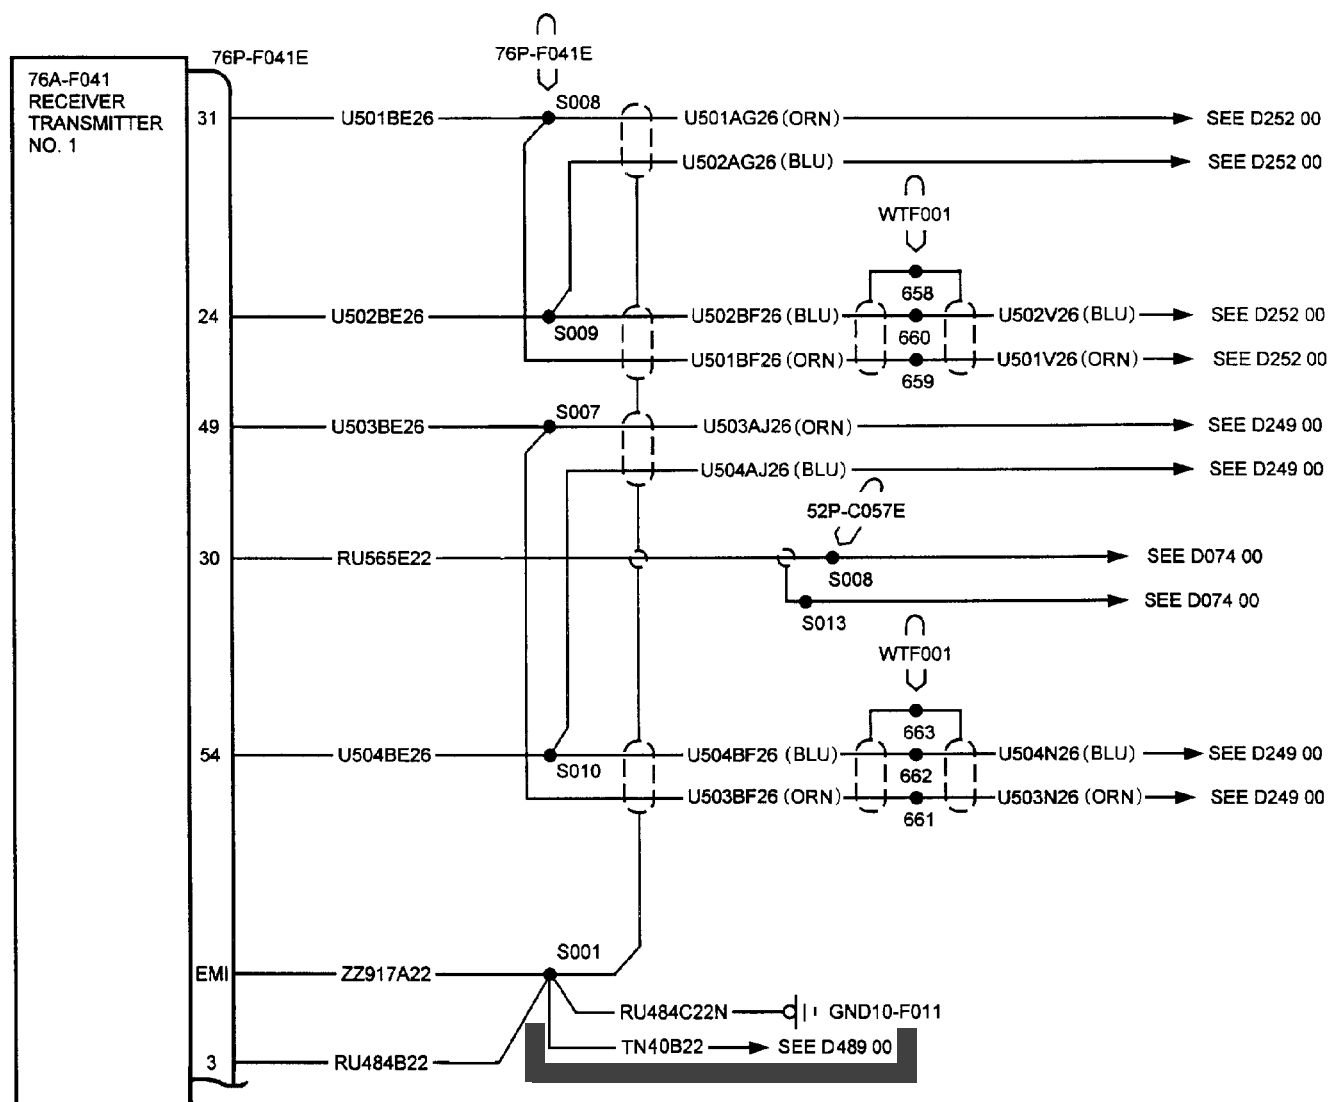 76P-F041E
76P-F041E
76A-F041
RECEIVER
TRANSMITTER
NO. 1
S008
31
U501BE26
U501AG26 (ORN)
SEE D252 00
U502AG26 (BLU)
SEE D252 00
WTF001
658
24
U502BE26
S009
U502BF26 (BLU)
660
U502V26 (BLU)
SEE D252 00
U501BF26 (ORN)
659
U501V26 (ORN)
SEE D252 00
S007
49
U503BE26
U503AJ26 (ORN)
SEE D249 00
U504AJ26 (BLU)
SEE D249 00
52P-C057E
30
RU565E22
S008
SEE D074 00
S013
SEE D074 00
WTF001
663
54
U504BE26
S010
U504BF26 (BLU)
662
U504N26 (BLU)
SEE D249 00
U503BF26 (ORN)
661
U503N26 (ORN)
SEE D249 00
S001
EMI
ZZ917A22
RU484C22N
GND10-F011
TN40B22
SEE D489 00
3
RU484B22